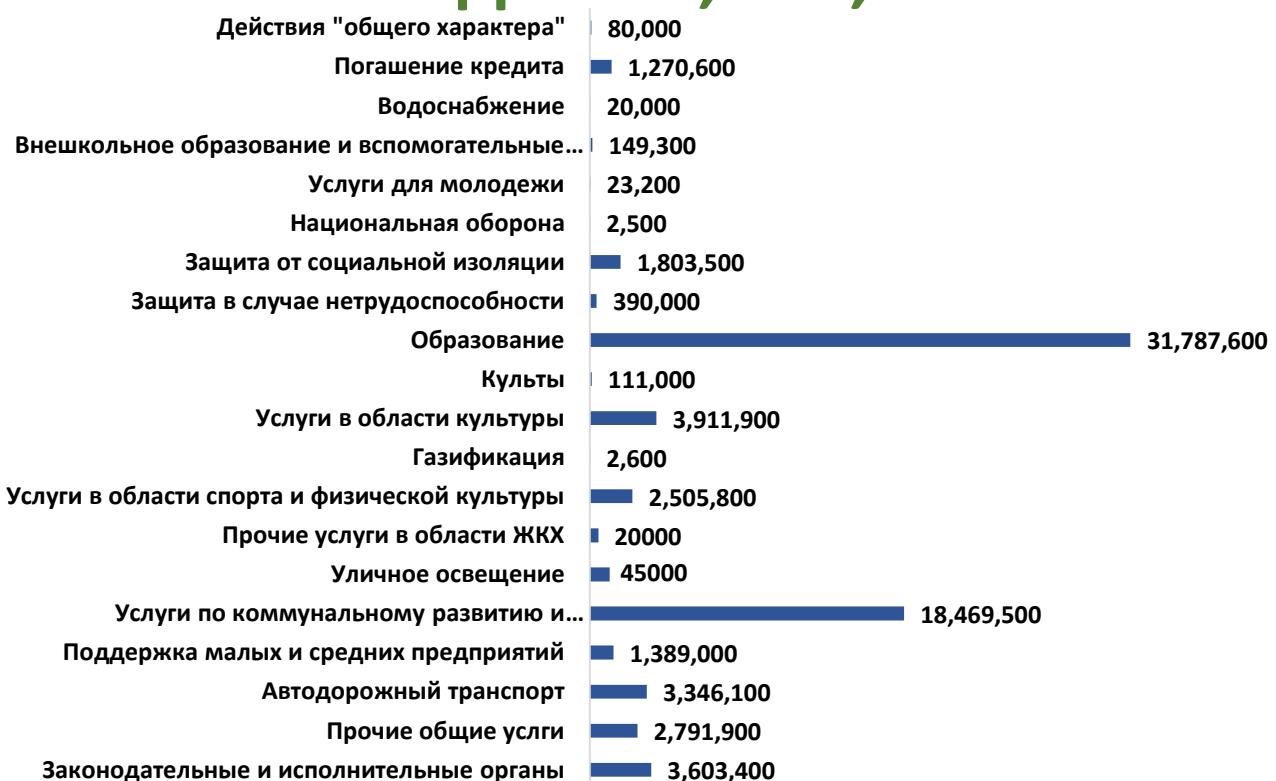 Действия "общего характера" 80,000
Погашение кредита 1,270,600
Водоснабжение 20,000
Внешкольное образование и вспомогательные… 149,300
Услуги для молодежи 23,200
Национальная оборона 2,500
Защита от социальной изоляции 1,803,500
Защита в случае нетрудоспособности 390,000
Образование 31,787,600
Культы 111,000
Услуги в области культуры 3,911,900
Газификация 2,600
Услуги в области спорта и физической культуры 2,505,800
Прочие услуги в области ЖКХ 20000
Уличное освещение 45000
Услуги по коммунальному развитию и… 18,469,500
Поддержка малых и средних предприятий 1,389,000
Автодорожный транспорт 3,346,100
Прочие общие услги 2,791,900
Законодательные и исполнительные органы 3,603,400